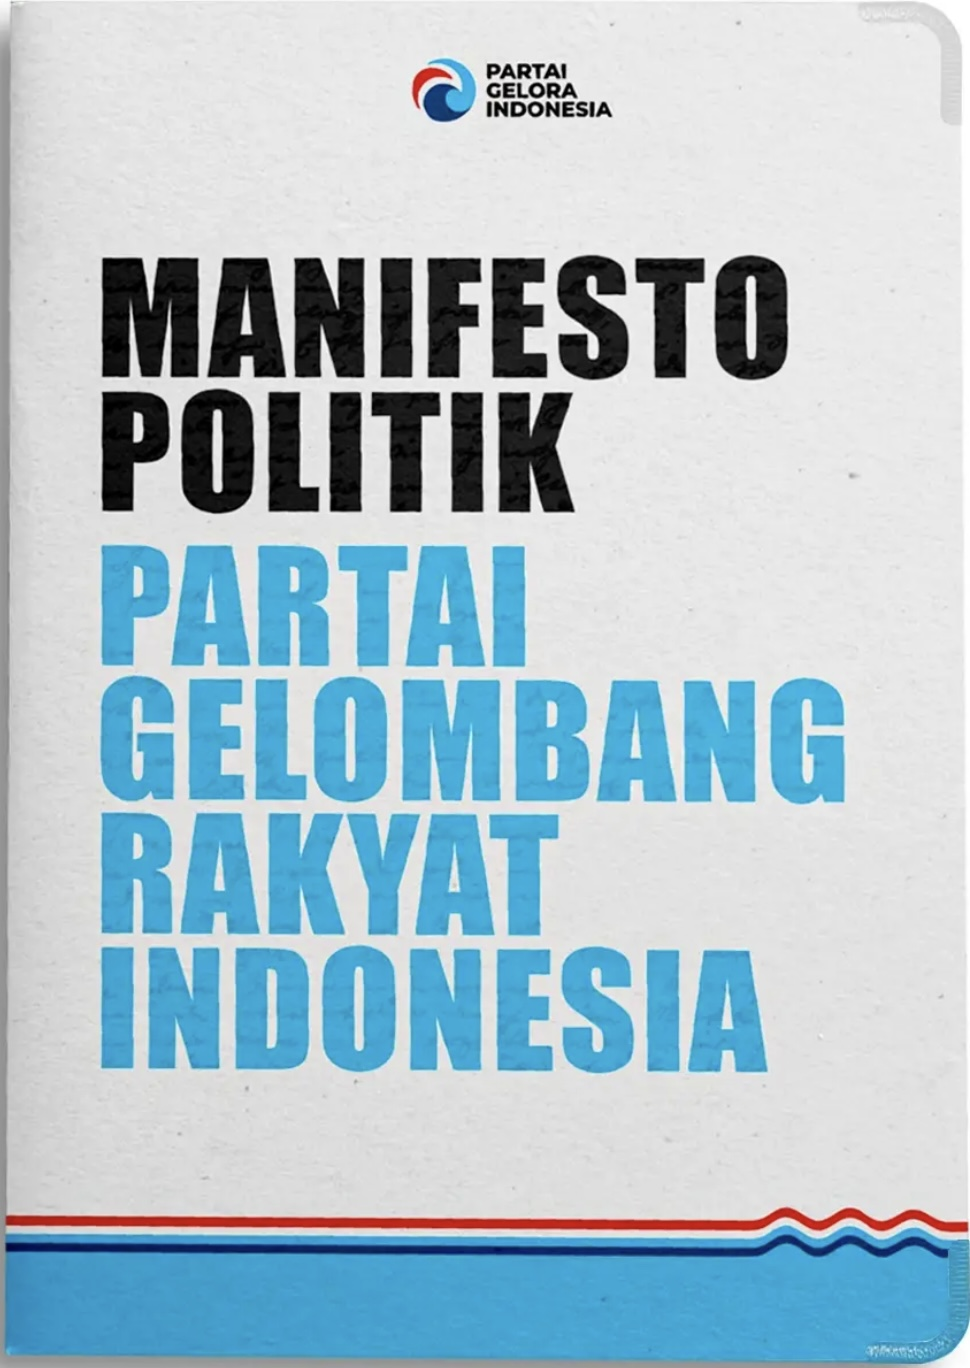 PARTAI
GELORA
INDONESIA
MANIFESTO
POLITIK
PARTAI
GELOMBANG
RAKYAT
INDONESIA